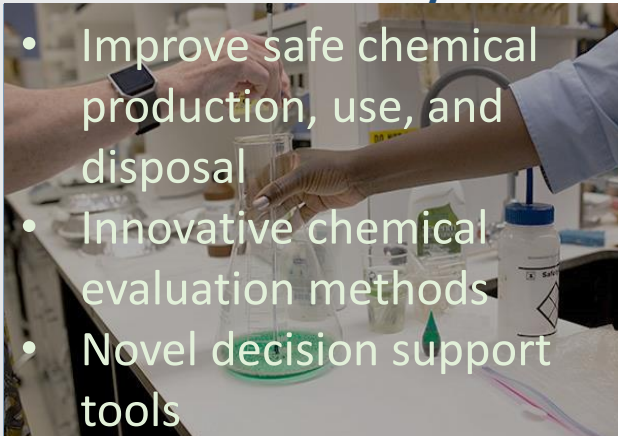 • Improve safe chemical
production, use, and
disposal
• Innovative chemical
evaluation methods
• Novel decision support
tools